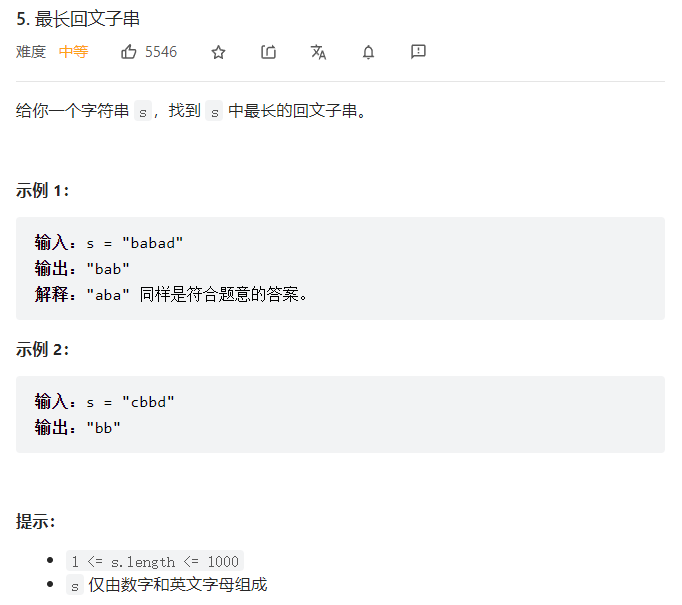 5. 最长回文子串
难度 中等 5546
给你一个字符串 s，找到 s 中最长的回文子串。
示例 1：
输入：s = "babad"
输出："bab"
解释："aba" 同样是符合题意的答案。
示例 2：
输入：s = "cbbd"
输出："bb"
提示：
1 <= s.length <= 1000
s 仅由数字和英文字母组成